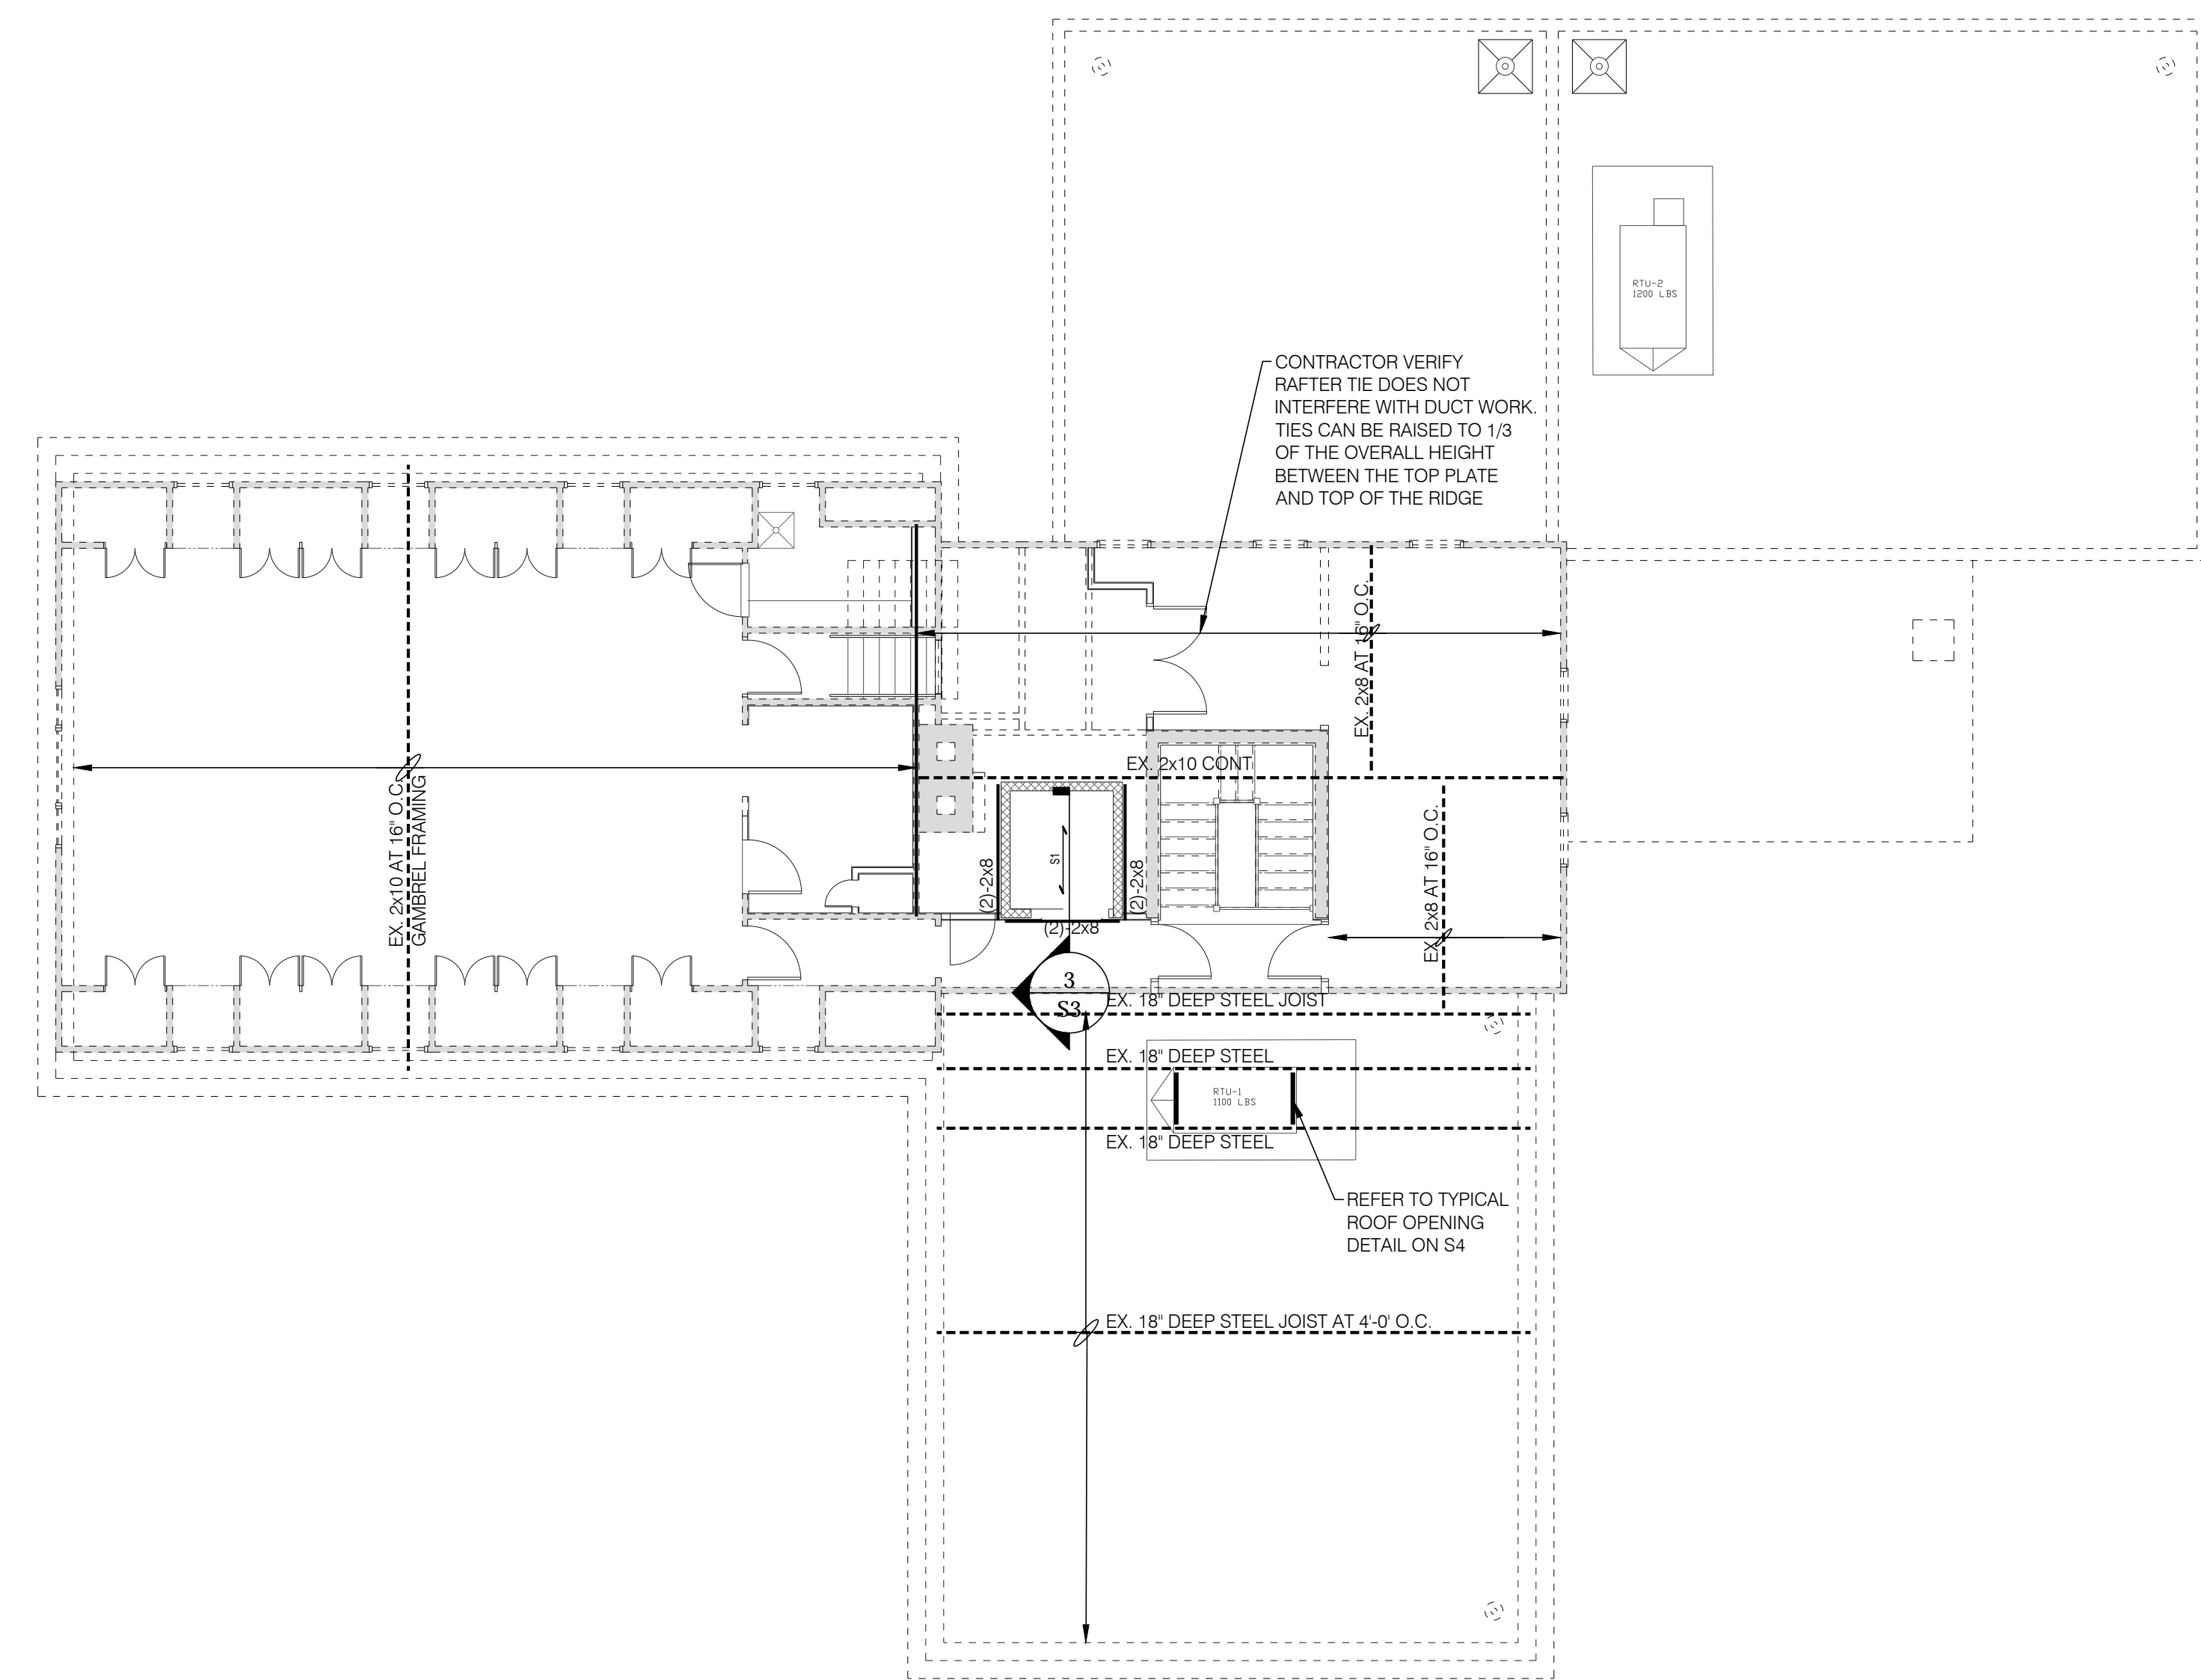 RTU-2
1200 LBS
CONTRACTOR VERIFY
RAFTER TIE DOES NOT
INTERFERE WITH DUCT WORK.
TIES CAN BE RAISED TO 1/3
OF THE OVERALL HEIGHT
BETWEEN THE TOP PLATE
AND TOP OF THE RIDGE
EX. 2x8 AT 16" O.C.
EX. 2x10 CONT
EX. 2x10 AT 16" O.C.
GAMBREL FRAMING
(2)-2x8
S1
(2)-2x8
(2)-2x8
EX. 2x8 AT 16" O.C.
3
S3
EX. 18" DEEP STEEL JOIST
EX. 18" DEEP STEEL
RTU-1
1100 LBS
EX. 18" DEEP STEEL
REFER TO TYPICAL
ROOF OPENING
DETAIL ON S4
EX. 18" DEEP STEEL JOIST AT 4'-0' O.C.